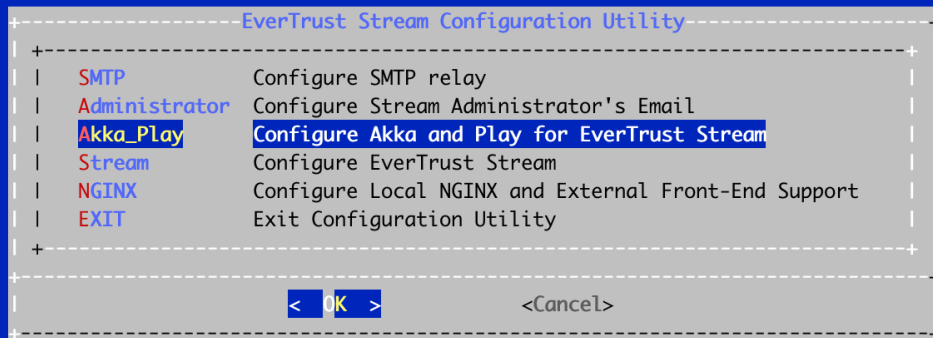 EverTrust Stream Configuration Utility
SMTP Configure SMTP relay
Administrator Configure Stream Administrator's Email
Akka_Play Configure Akka and Play for EverTrust Stream
Stream Configure EverTrust Stream
NGINX Configure Local NGINX and External Front-End Support
EXIT Exit Configuration Utility
< OK > <Cancel>